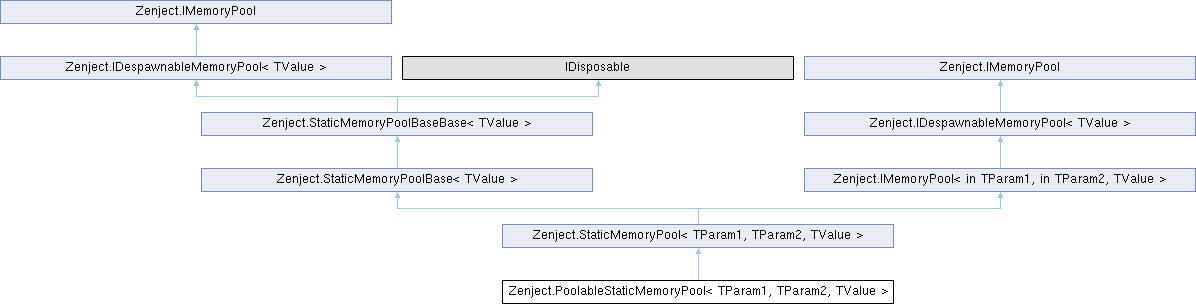 Zenject.IMemoryPool
Zenject.IDespawnableMemoryPool< TValue >
IDisposable
Zenject.IMemoryPool
Zenject.StaticMemoryPoolBaseBase< TValue >
Zenject.IDespawnableMemoryPool< TValue >
Zenject.StaticMemoryPoolBase< TValue >
Zenject.IMemoryPool< in TParam1, in TParam2, TValue >
Zenject.StaticMemoryPool< TParam1, TParam2, TValue >
Zenject.PoolableStaticMemoryPool< TParam1, TParam2, TValue >